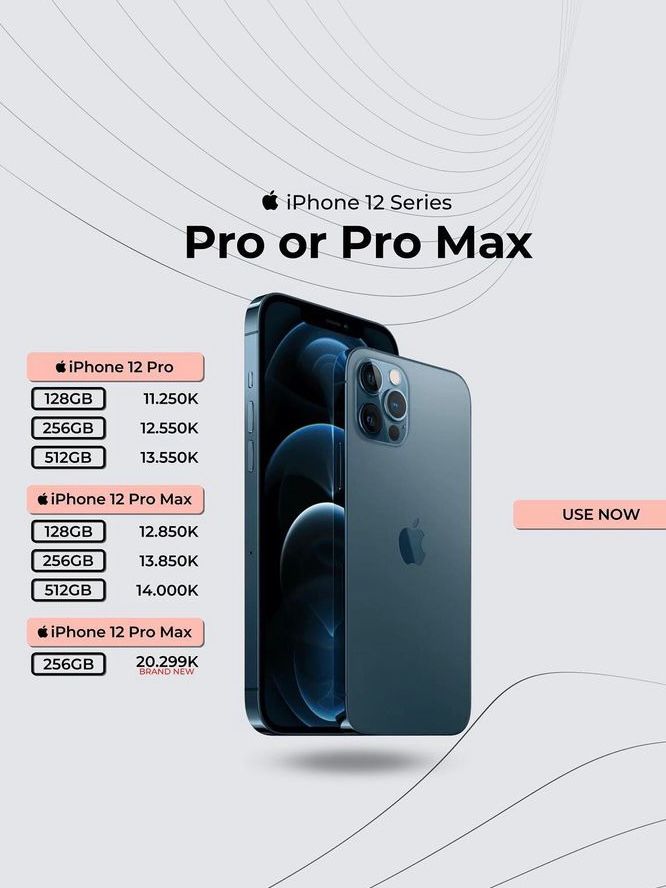 iPhone 12 Series
Pro or Pro Max
iPhone 12 Pro
128GB 11.250K
256GB 12.550K
512GB 13.550K
iPhone 12 Pro Max
128GB 12.850K
256GB 13.850K
512GB 14.000K
iPhone 12 Pro Max
256GB 20.299K
BRAND NEW
USE NOW